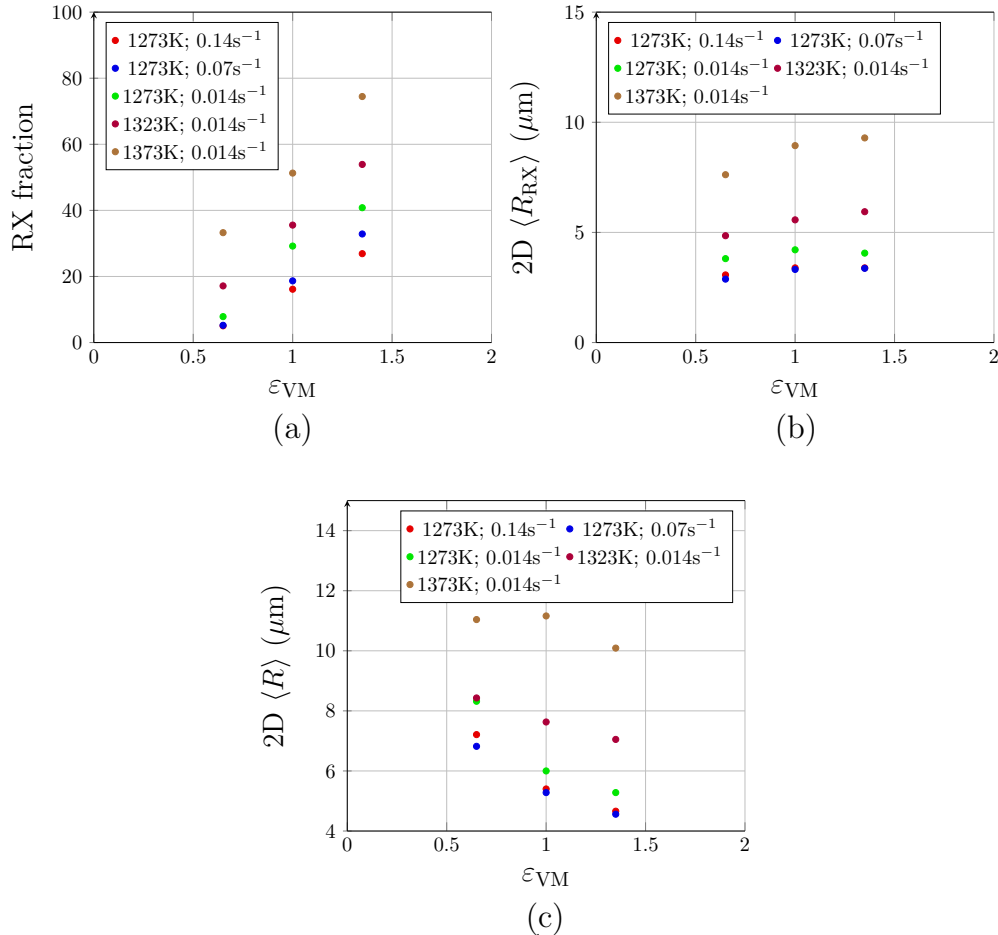 100
80
60
40
20
0
RX fraction
1273K; 0.14s⁻¹
1273K; 0.07s⁻¹
1273K; 0.014s⁻¹
1323K; 0.014s⁻¹
1373K; 0.014s⁻¹
0 0.5 1 1.5 2
ε_VM
(a)
15
10
5
0
2D ⟨R_RX⟩ (μm)
1273K; 0.14s⁻¹ 1273K; 0.07s⁻¹
1273K; 0.014s⁻¹ 1323K; 0.014s⁻¹
1373K; 0.014s⁻¹
0 0.5 1 1.5 2
ε_VM
(b)
14
12
10
8
6
4
2D ⟨R⟩ (μm)
1273K; 0.14s⁻¹ 1273K; 0.07s⁻¹
1273K; 0.014s⁻¹ 1323K; 0.014s⁻¹
1373K; 0.014s⁻¹
0 0.5 1 1.5 2
ε_VM
(c)